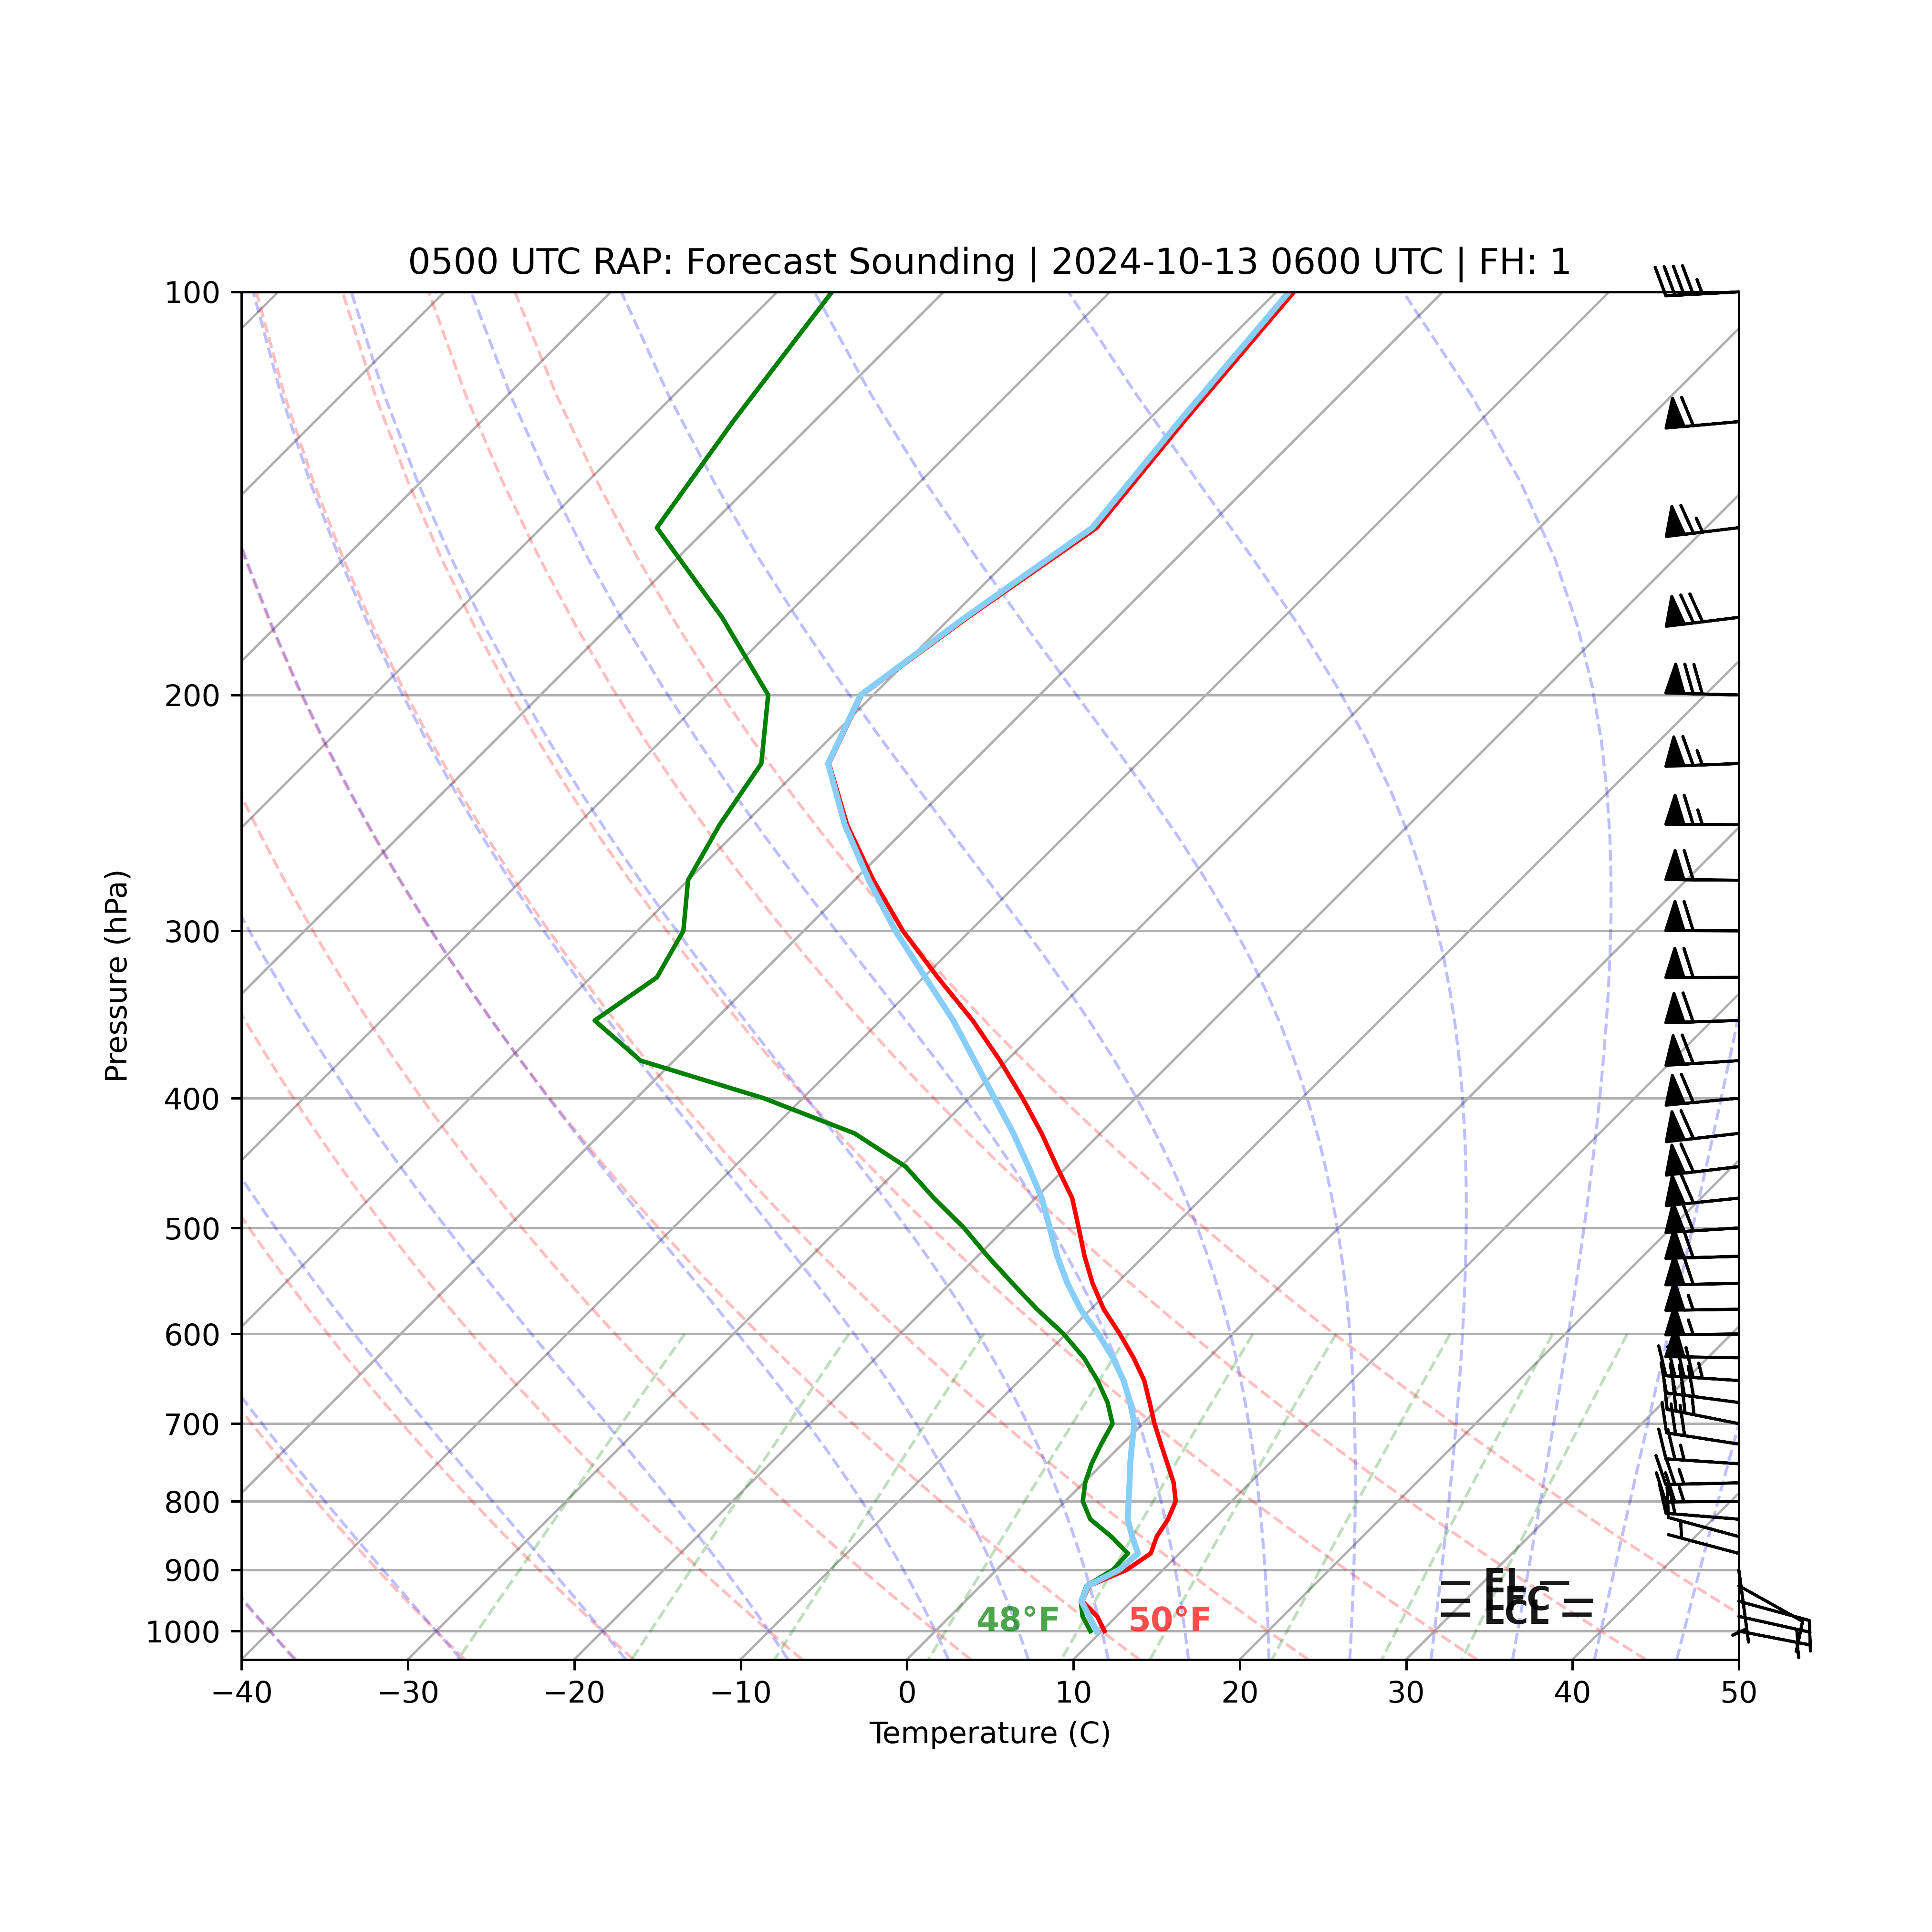 0500 UTC RAP: Forecast Sounding | 2024-10-13 0600 UTC | FH: 1
100
200
300
400
500
600
700
800
900
1000
Pressure (hPa)
— EL —
— LFC —
— LCL —
48°F
50°F
−40
−30
−20
−10
0
10
20
30
40
50
Temperature (C)